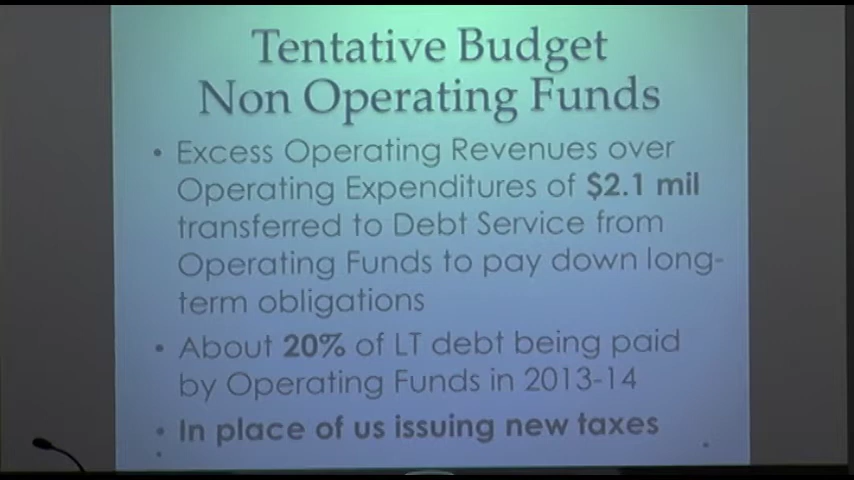 Tentative Budget
Non Operating Funds
• Excess Operating Revenues over
Operating Expenditures of $2.1 mil
transferred to Debt Service from
Operating Funds to pay down long-
term obligations
• About 20% of LT debt being paid
by Operating Funds in 2013-14
• In place of us issuing new taxes